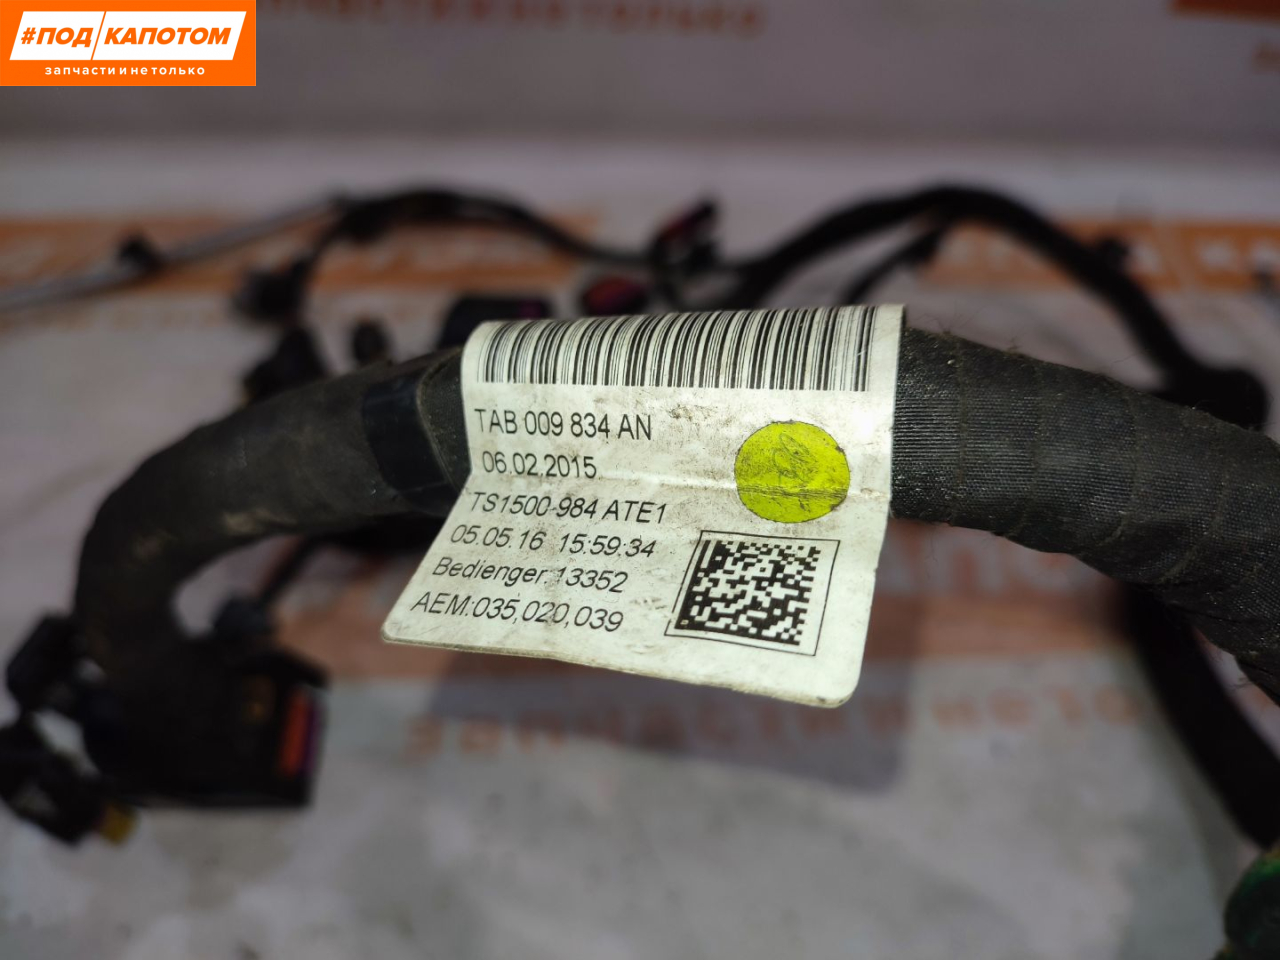 #ПОД КАПОТОМ
запчасти и не только
TAB 009 834 AN
06.02.2015
TS1500-984 ATE1
05.05.16 15:59:34
Bedienger:13352
AEM:035,020,039